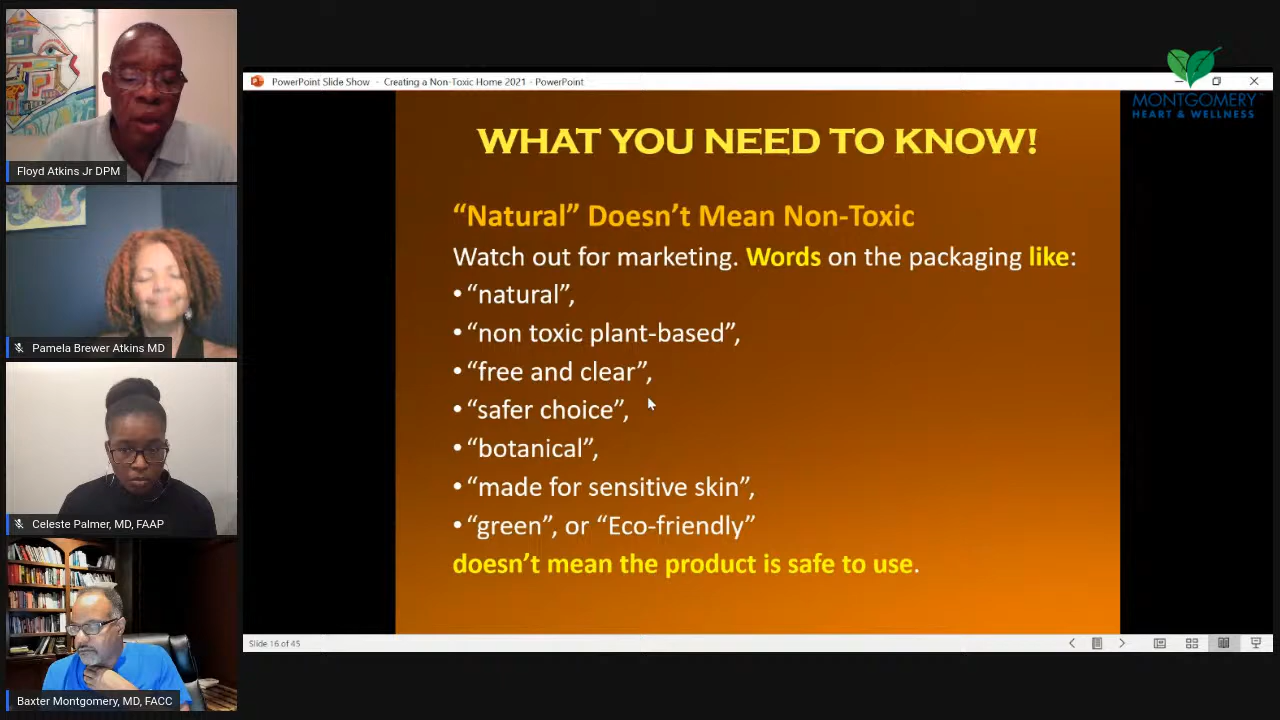 Floyd Atkins Jr DPM
Pamela Brewer Atkins MD
Celeste Palmer, MD, FAAP
Baxter Montgomery, MD, FACC
PowerPoint Slide Show - Creating a Non-Toxic Home 2021 - PowerPoint
MONTGOMERY
HEART & WELLNESS
WHAT YOU NEED TO KNOW!
“Natural” Doesn’t Mean Non-Toxic
Watch out for marketing. Words on the packaging like:
• “natural”,
• “non toxic plant-based”,
• “free and clear”,
• “safer choice”,
• “botanical”,
• “made for sensitive skin”,
• “green”, or “Eco-friendly”
doesn’t mean the product is safe to use.
Slide 16 of 45